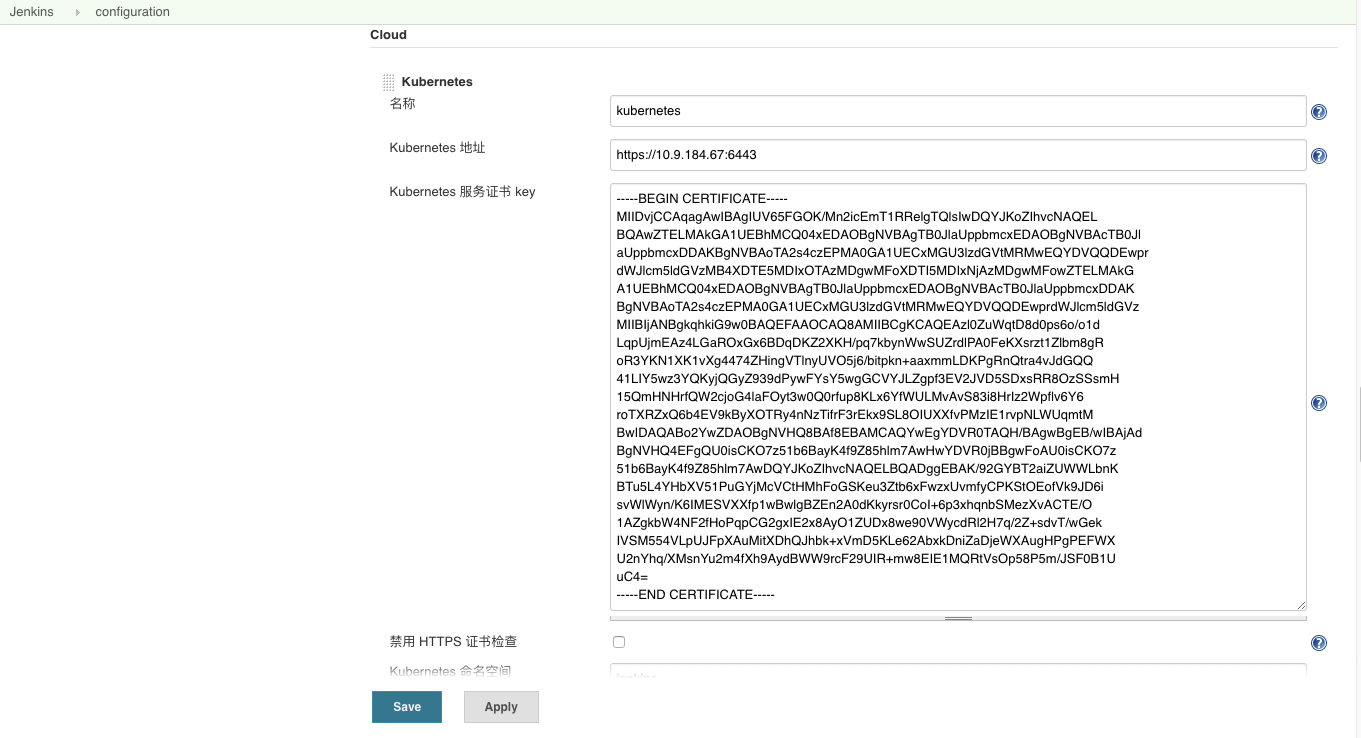 Jenkins configuration
Cloud
Kubernetes
名称
kubernetes
Kubernetes 地址
https://10.9.184.67:6443
Kubernetes 服务证书 key
-----BEGIN CERTIFICATE-----
MIIDvjCCAqagAwIBAgIUV65FGOK/Mn2icEmT1RRelgTQlsIwDQYJKoZIhvcNAQEL
BQAwZTELMAkGA1UEBhMCQ04xEDAOBgNVBAgTB0JlaUppbmcxEDAOBgNVBAcTB0Jl
aUppbmcxDDAKBgNVBAoTA2s4czEPMA0GA1UECxMGU3lzdGVtMRMwEQYDVQQDEwpr
dWJlcm5ldGVzMB4XDTE5MDIxOTAzMDgwMFoXDTI5MDIxNjAzMDgwMFowZTELMAkG
A1UEBhMCQ04xEDAOBgNVBAgTB0JlaUppbmcxEDAOBgNVBAcTB0JlaUppbmcxDDAK
BgNVBAoTA2s4czEPMA0GA1UECxMGU3lzdGVtMRMwEQYDVQQDEwprdWJlcm5ldGVz
MIIBIjANBgkqhkiG9w0BAQEFAAOCAQ8AMIIBCgKCAQEAzl0ZuWqtD8d0ps6o/o1d
LqpUjmEAz4LGaROxGx6BDqDKZ2XKH/pq7kbynWwSUZrdlPA0FeKXsrzt1Zlbm8gR
oR3YKN1XK1vXg4474ZHingVTlnyUVO5j6/bitpkn+aaxmmLDKPgRnQtra4vJdGQQ
41LIY5wz3YQKyjQGyZ939dPywFYsY5wgGCVYJLZgpf3EV2JVD5SDxsRR8OzSSsmH
15QmHNHrfQW2cjoG4laFOyt3w0Q0rfup8KLx6YfWULMvAvS83i8HrIz2Wpflv6Y6
roTXRZxQ6b4EV9kByXOTRy4nNzTifrF3rEkx9SL8OIUXXfvPMzIE1rvpNLWUqmtM
BwIDAQABo2YwZDAOBgNVHQ8BAf8EBAMCAQYwEgYDVR0TAQH/BAgwBgEB/wIBAjAd
BgNVHQ4EFgQU0isCKO7z51b6BayK4f9Z85hlm7AwHwYDVR0jBBgwFoAU0isCKO7z
51b6BayK4f9Z85hlm7AwDQYJKoZIhvcNAQELBQADggEBAK/92GYBT2aiZUWWLbnK
BTu5L4YHbXV51PuGYjMcVCtHMhFoGSKeu3Ztb6xFwzxUvmfyCPKStOEofVk9JD6i
svWlWyn/K6IMESVXXfp1wBwlgBZEn2A0dKkyrsr0CoI+6p3xhqnbSMezXvACTE/O
1AZgkbW4NF2fHoPqpCG2gxIE2x8AyO1ZUDx8we90VWycdRl2H7q/2Z+sdvT/wGek
IVSM554VLpUJFpXAuMitXDhQJhbk+xVmD5KLe62AbxkDniZaDjeWXAugHPgPEFWX
U2nYhq/XMsnYu2m4fXh9AydBWW9rcF29UIR+mw8EIE1MQRtVsOp58P5m/JSF0B1U
uC4=
-----END CERTIFICATE-----
禁用 HTTPS 证书检查
Kubernetes 命名空间
jenkins
Save Apply